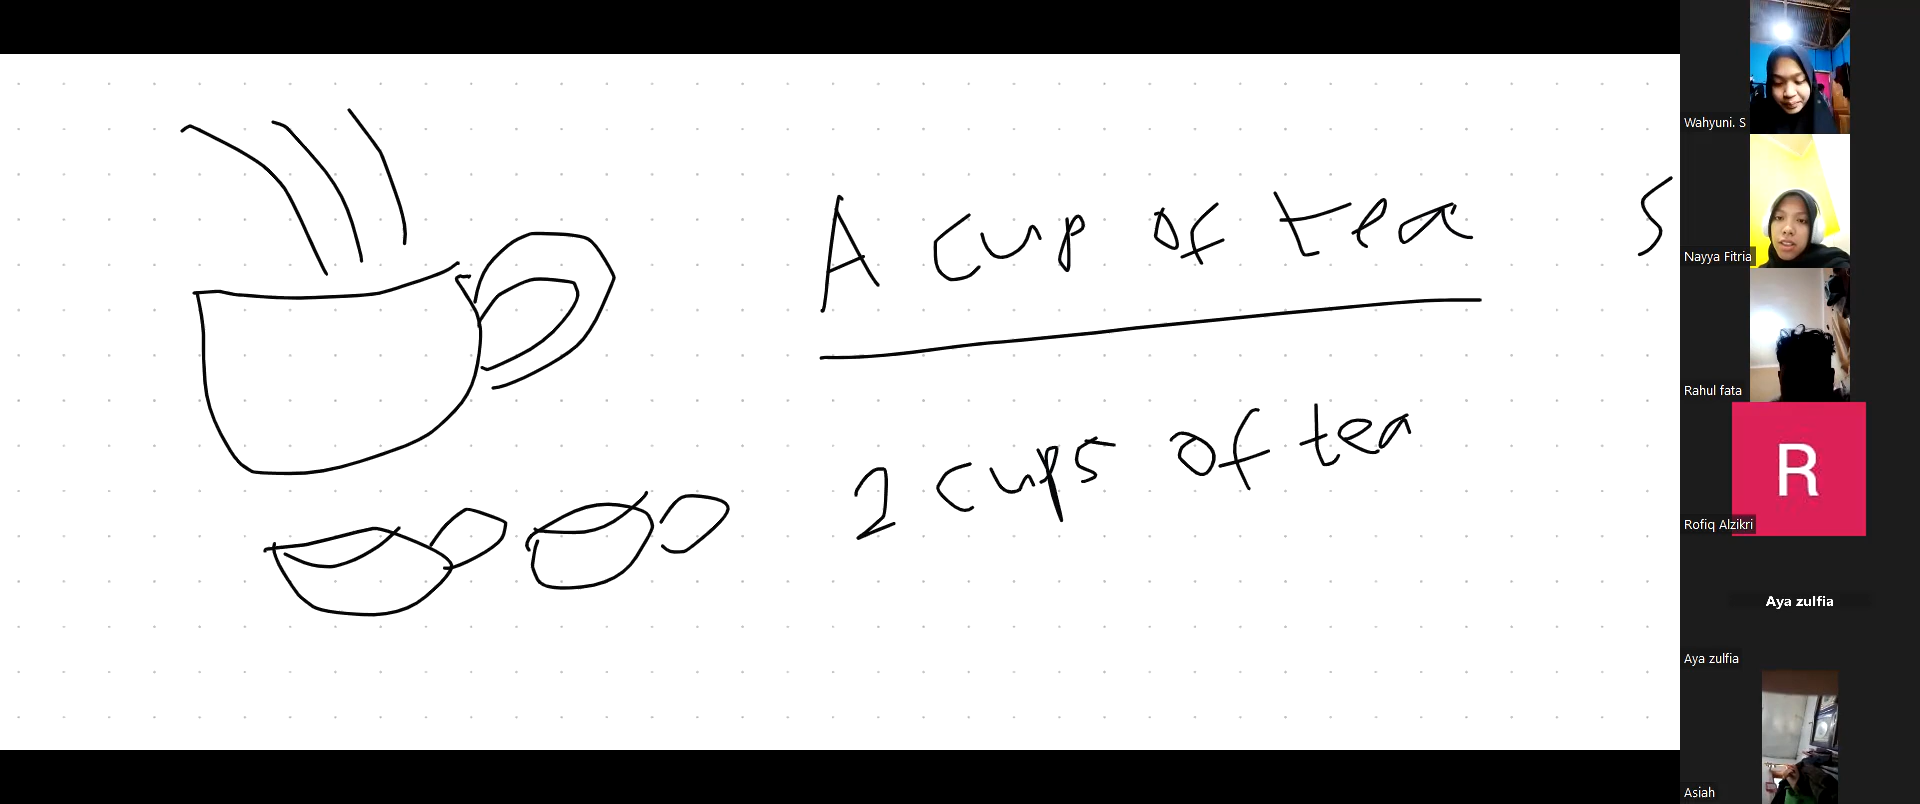 A cup of tea S
2 cups of tea
Wahyuni. S
Nayya Fitria
Rahul fata
R
Rofiq Alzikri
Aya zulfia
Aya zulfia
Asiah